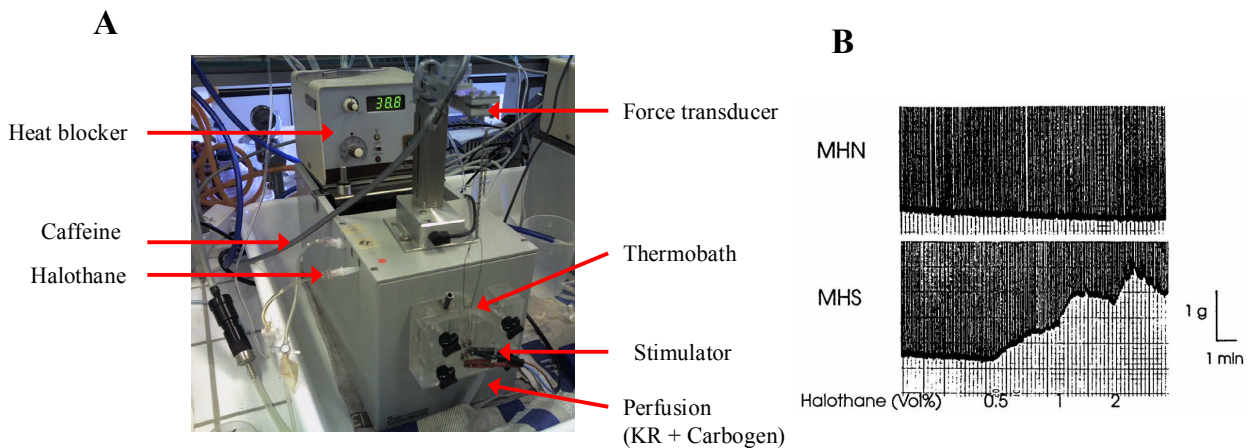 A
Heat blocker
Caffeine
Halothane
38.8
Force transducer
Thermobath
Stimulator
Perfusion
(KR + Carbogen)
B
MHN
MHS
1 g
1 min
Halothane (Vol%) 0.5 1 2